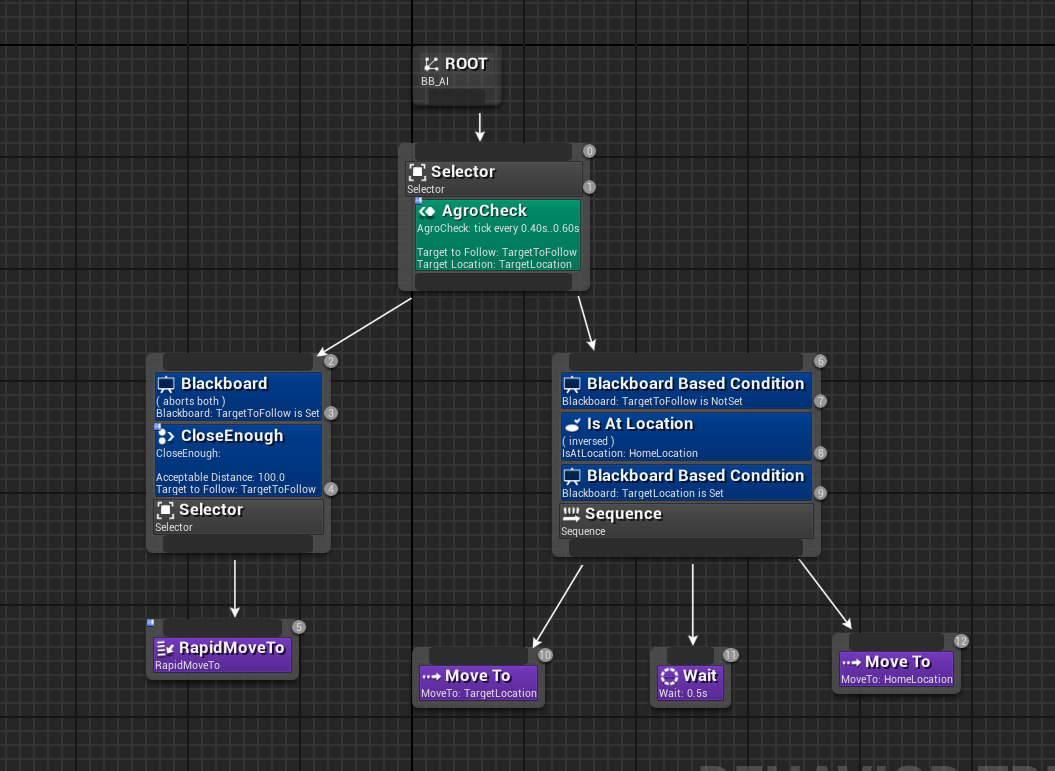 ROOT
BB_AI
0
Selector
Selector
1
AgroCheck
AgroCheck: tick every 0.40s..0.60s
Target to Follow: TargetToFollow
Target Location: TargetLocation
2
Blackboard
( aborts both )
Blackboard: TargetToFollow is Set
3
CloseEnough
CloseEnough:
Acceptable Distance: 100.0
Target to Follow: TargetToFollow
4
Selector
Selector
6
Blackboard Based Condition
Blackboard: TargetToFollow is NotSet
7
Is At Location
( inversed )
IsAtLocation: HomeLocation
8
Blackboard Based Condition
Blackboard: TargetLocation is Set
9
Sequence
Sequence
5
RapidMoveTo
RapidMoveTo
10
Move To
MoveTo: TargetLocation
11
Wait
Wait: 0.5s
12
Move To
MoveTo: HomeLocation